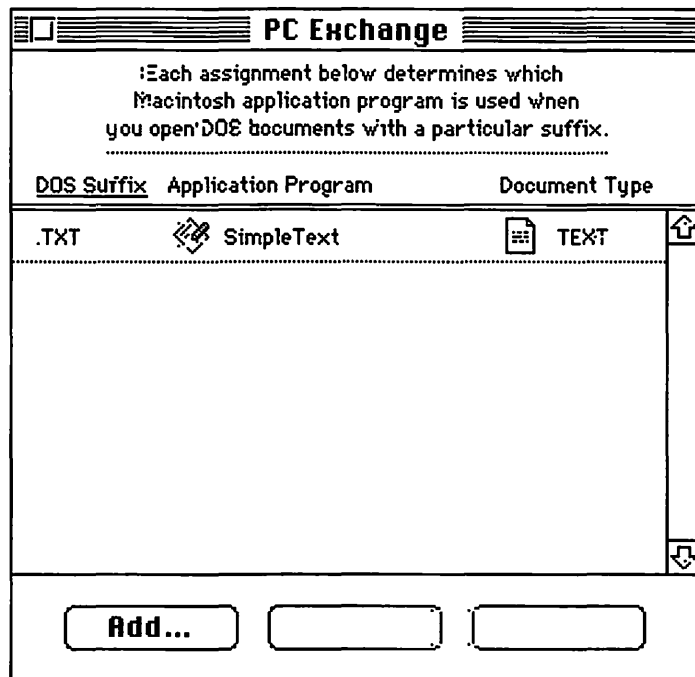 PC Exchange
Each assignment below determines which
Macintosh application program is used when
you open DOS documents with a particular suffix.
DOS Suffix Application Program Document Type
.TXT SimpleText TEXT
Add...